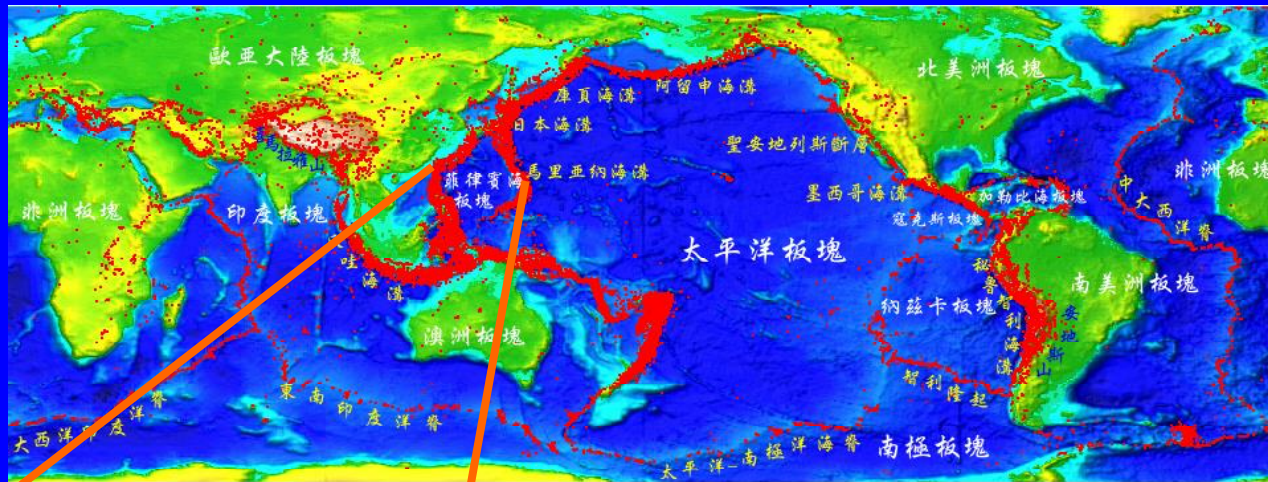 歐亞大陸板塊
北美洲板塊
阿留申海溝
庫頁海溝
日本海溝
聖安地列斯斷層
喜馬拉雅山
馬里亞納海溝
菲律賓海
板塊
墨西哥海溝
加勒比海板塊
非洲板塊
中大西洋脊
非洲板塊
印度板塊
寇克斯板塊
太平洋板塊
哇海溝
秘魯智利海溝
南美洲板塊
納茲卡板塊
安地斯山
澳洲板塊
智利隆起
東南印度洋脊
大西洋印度洋脊
太平洋–南極洋海脊
南極板塊